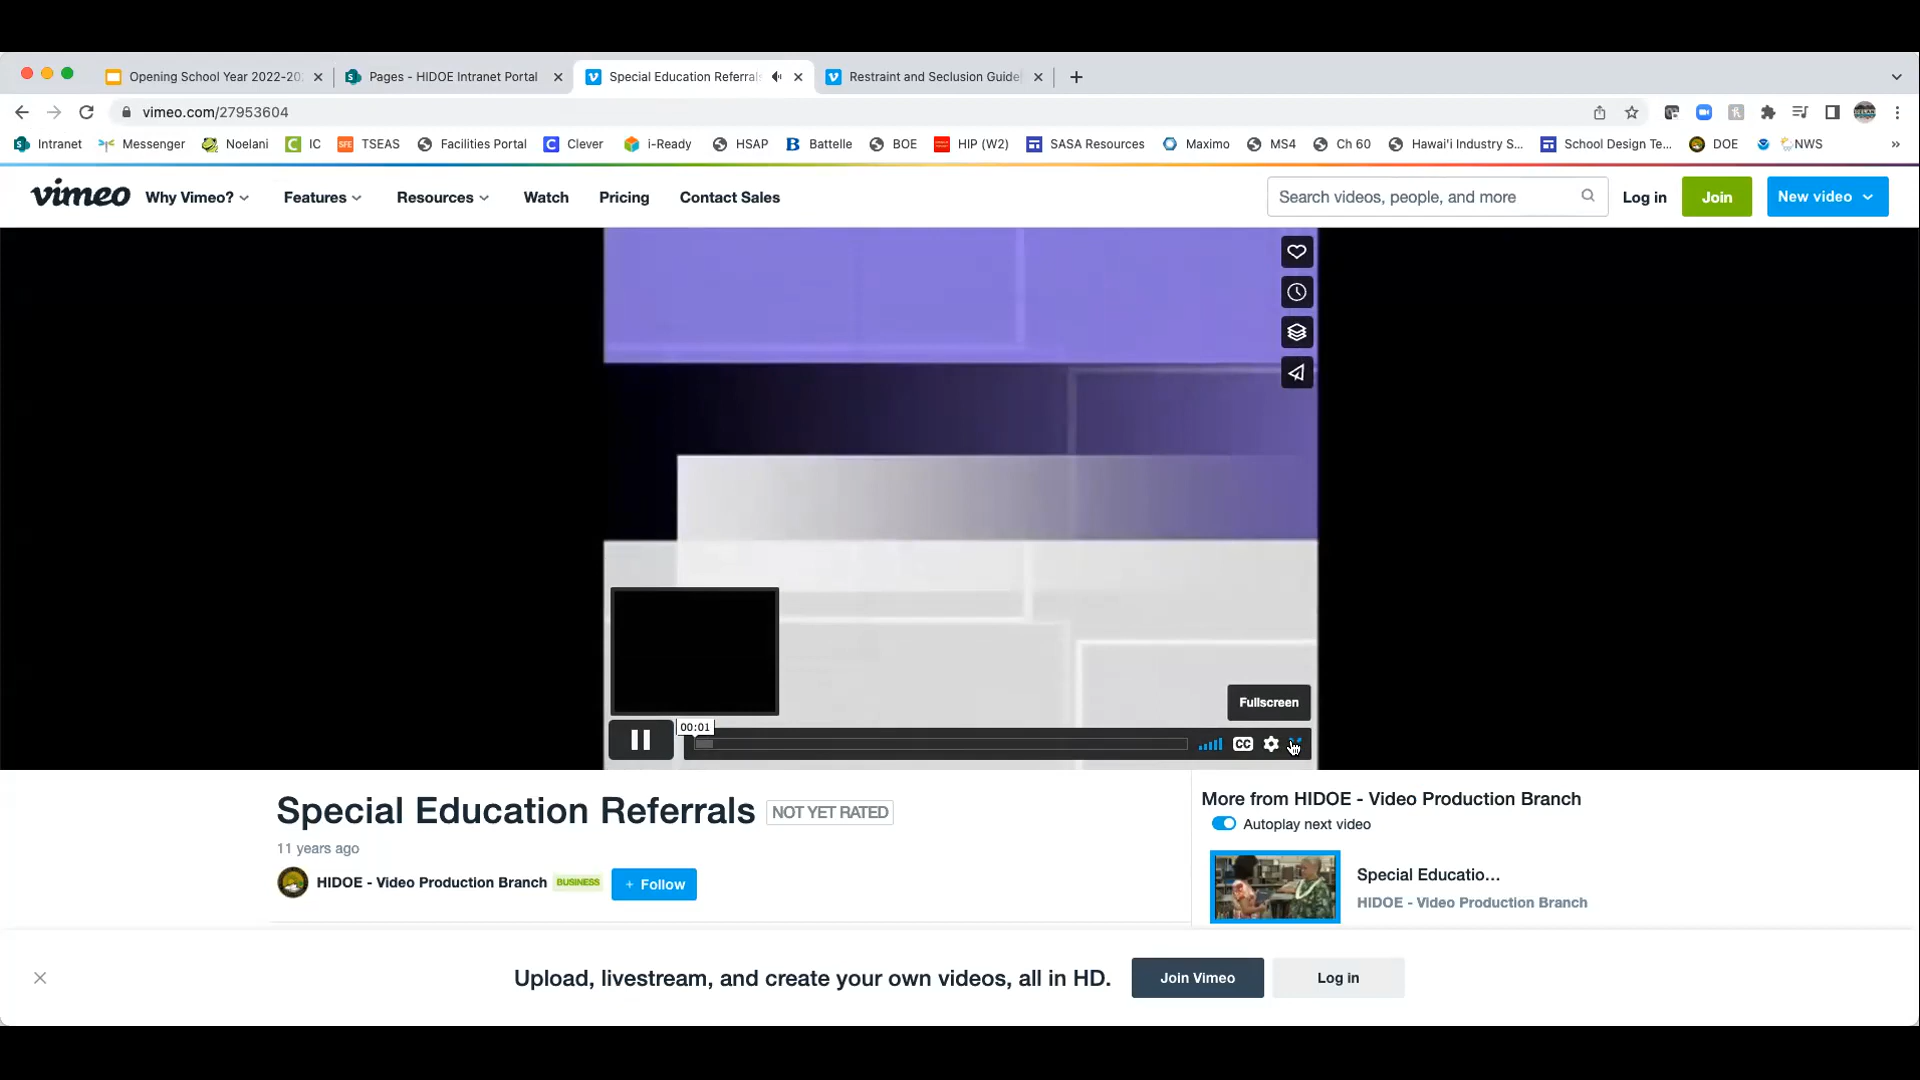 Opening School Year 2022-20
Pages - HIDOE Intranet Portal
Special Education Referrals
Restraint and Seclusion Guide
vimeo.com/27953604
Intranet
Messenger
Noelani
IC
TSEAS
Facilities Portal
Clever
i-Ready
HSAP
Battelle
BOE
HIP (W2)
SASA Resources
Maximo
MS4
Ch 60
Hawai'i Industry S...
School Design Te...
DOE
NWS
vimeo
Why Vimeo?
Features
Resources
Watch
Pricing
Contact Sales
Search videos, people, and more
Log in
Join
New video
Fullscreen
00:01
CC
Special Education Referrals
NOT YET RATED
11 years ago
HIDOE - Video Production Branch
BUSINESS
+ Follow
More from HIDOE - Video Production Branch
Autoplay next video
Special Educatio...
HIDOE - Video Production Branch
Upload, livestream, and create your own videos, all in HD.
Join Vimeo
Log in